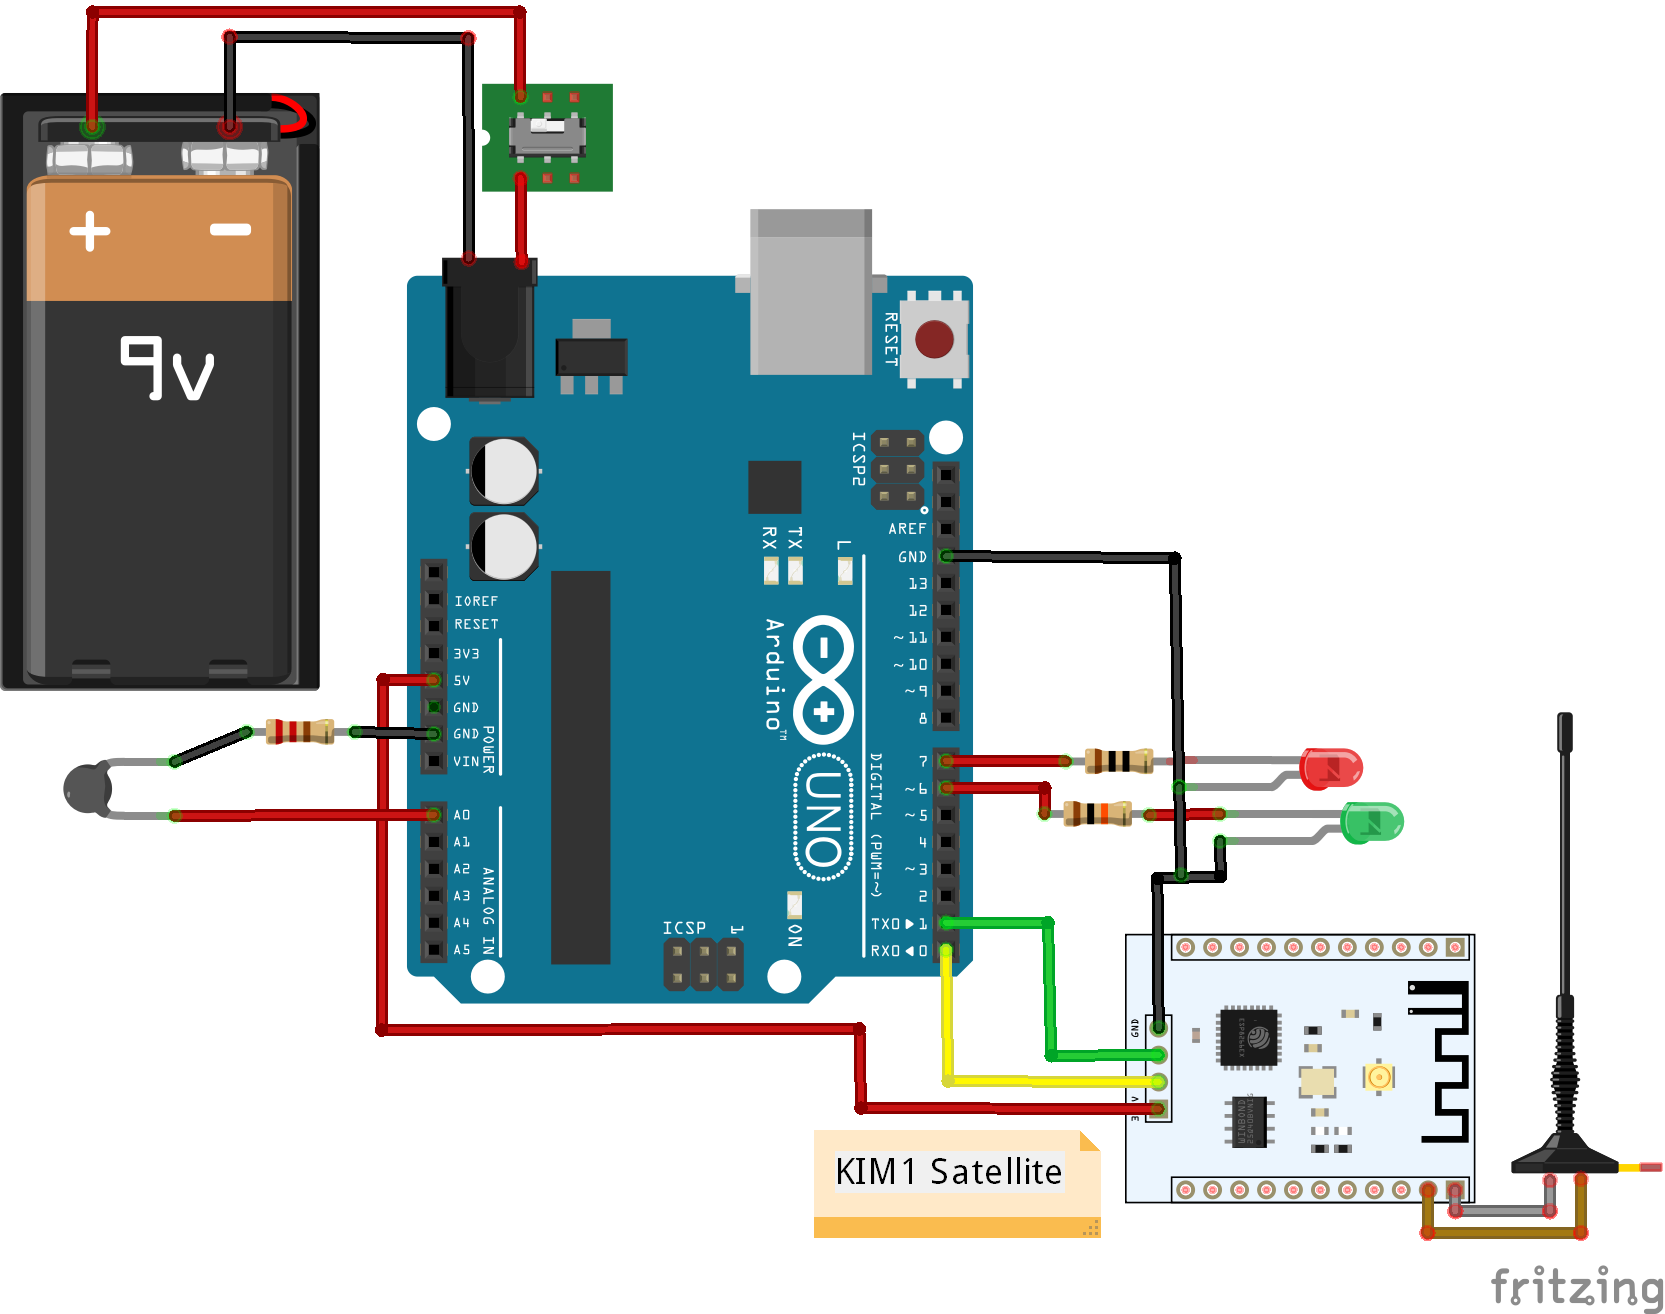 + −
9V
RESET
ICSP2
AREF
GND
13
12
~11
~10
~9
8
RX TX L
Arduino™
UNO
IOREF
RESET
3V3
5V
GND
GND
VIN
POWER
A0
A1
A2
A3
A4
A5
ANALOG IN
7
~6
~5
4
~3
2
TX0▶1
RX0◀0
DIGITAL (PWM=~)
ICSP 1
ON
GND
V
E
KIM1 Satellite
fritzing